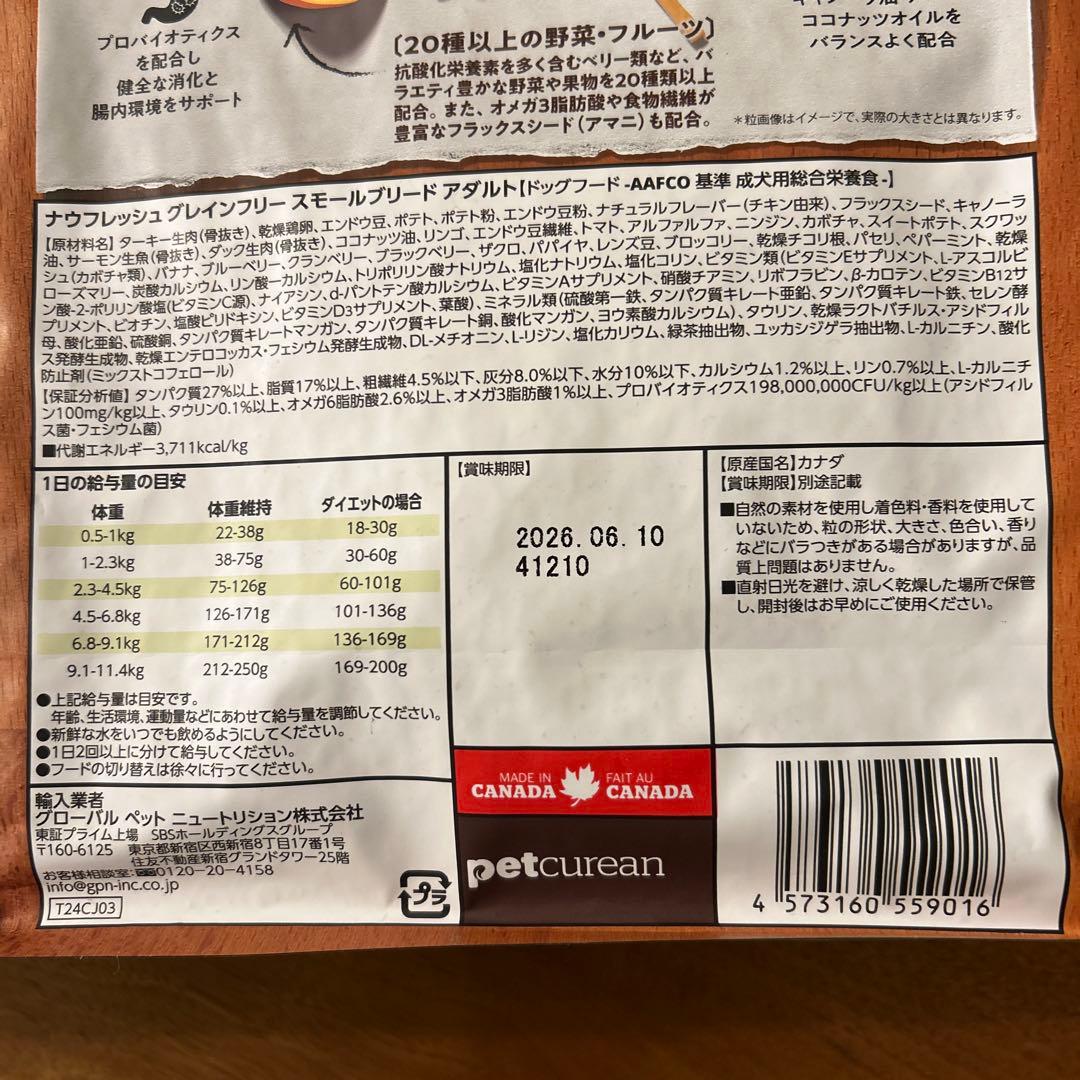 プロバイオティクス
を配合し
健全な消化と
腸内環境をサポート
〔20種以上の野菜・フルーツ〕
抗酸化栄養素を多く含むベリー類など、バ
ラエティ豊かな野菜や果物を20種類以上
配合。また、オメガ3脂肪酸や食物繊維が
豊富なフラックスシード（アマニ）も配合。
ココナッツオイルを
バランスよく配合
＊粒画像はイメージで、実際の大きさとは異なります。
ナウフレッシュ グレインフリー スモールブリード アダルト【ドッグフード -AAFCO 基準 成犬用総合栄養食-】
【原材料名】ターキー生肉(骨抜き)、乾燥鶏卵、エンドウ豆、ポテト、ポテト粉、エンドウ豆粉、ナチュラルフレーバー(チキン由来)、フラックスシード、キャノーラ
油、サーモン生魚(骨抜き)、ダック生肉(骨抜き)、ココナッツ油、リンゴ、エンドウ豆繊維、トマト、アルファルファ、ニンジン、カボチャ、スイートポテト、スクワッ
シュ(カボチャ類)、バナナ、ブルーベリー、クランベリー、ブラックベリー、ザクロ、パパイヤ、レンズ豆、ブロッコリー、乾燥チコリ根、パセリ、ペパーミント、乾燥
ローズマリー、炭酸カルシウム、リン酸一カルシウム、トリポリリン酸ナトリウム、塩化ナトリウム、塩化コリン、ビタミン類(ビタミンEサプリメント、L-アスコルビ
ン酸-2-ポリリン酸塩(ビタミンC源)、ナイアシン、d-パントテン酸カルシウム、ビタミンAサプリメント、硝酸チアミン、リボフラビン、β-カロテン、ビタミンB12サ
プリメント、ビオチン、塩酸ピリドキシン、ビタミンD3サプリメント、葉酸)、ミネラル類(硫酸第一鉄、タンパク質キレート亜鉛、タンパク質キレート鉄、セレン酵
母、酸化亜鉛、硫酸銅、タンパク質キレートマンガン、タンパク質キレート銅、酸化マンガン、ヨウ素酸カルシウム)、タウリン、乾燥ラクトバチルス・アシドフィル
ス発酵生成物、乾燥エンテロコッカス・フェシウム発酵生成物、DL-メチオニン、L-リジン、塩化カリウム、緑茶抽出物、ユッカシジゲラ抽出物、L-カルニチン、酸化
防止剤(ミックストコフェロール)
【保証分析値】タンパク質27%以上、脂質17%以上、粗繊維4.5%以下、灰分8.0%以下、水分10%以下、カルシウム1.2%以上、リン0.7%以上、L-カルニチ
ン100mg/kg以上、タウリン0.1%以上、オメガ6脂肪酸2.6%以上、オメガ3脂肪酸1%以上、プロバイオティクス198,000,000CFU/kg以上(アシドフィル
ス菌・フェシウム菌)
■代謝エネルギー3,711kcal/kg
1日の給与量の目安
体重 体重維持 ダイエットの場合
0.5-1kg 22-38g 18-30g
1-2.3kg 38-75g 30-60g
2.3-4.5kg 75-126g 60-101g
4.5-6.8kg 126-171g 101-136g
6.8-9.1kg 171-212g 136-169g
9.1-11.4kg 212-250g 169-200g
●上記給与量は目安です。
年齢、生活環境、運動量などにあわせて給与量を調節してください。
●新鮮な水をいつでも飲めるようにしてください。
●1日2回以上に分けて給与してください。
●フードの切り替えは徐々に行ってください。
輸入業者
グローバル ペット ニュートリション株式会社
東証プライム上場 SBSホールディングスグループ
〒160-6125 東京都新宿区西新宿8丁目17番1号
住友不動産新宿グランドタワー25階
お客様相談室:0120-20-4158
info@gpn-inc.co.jp
T24CJ03
プラ
【賞味期限】
2026.06.10
41210
MADE IN CANADA
FAIT AU CANADA
petcurean
【原産国名】カナダ
【賞味期限】別途記載
■自然の素材を使用し着色料・香料を使用して
いないため、粒の形状、大きさ、色合い、香り
などにバラつきがある場合がありますが、品
質上問題はありません。
■直射日光を避け、涼しく乾燥した場所で保管
し、開封後はお早めにご使用ください。
4 573160 559016